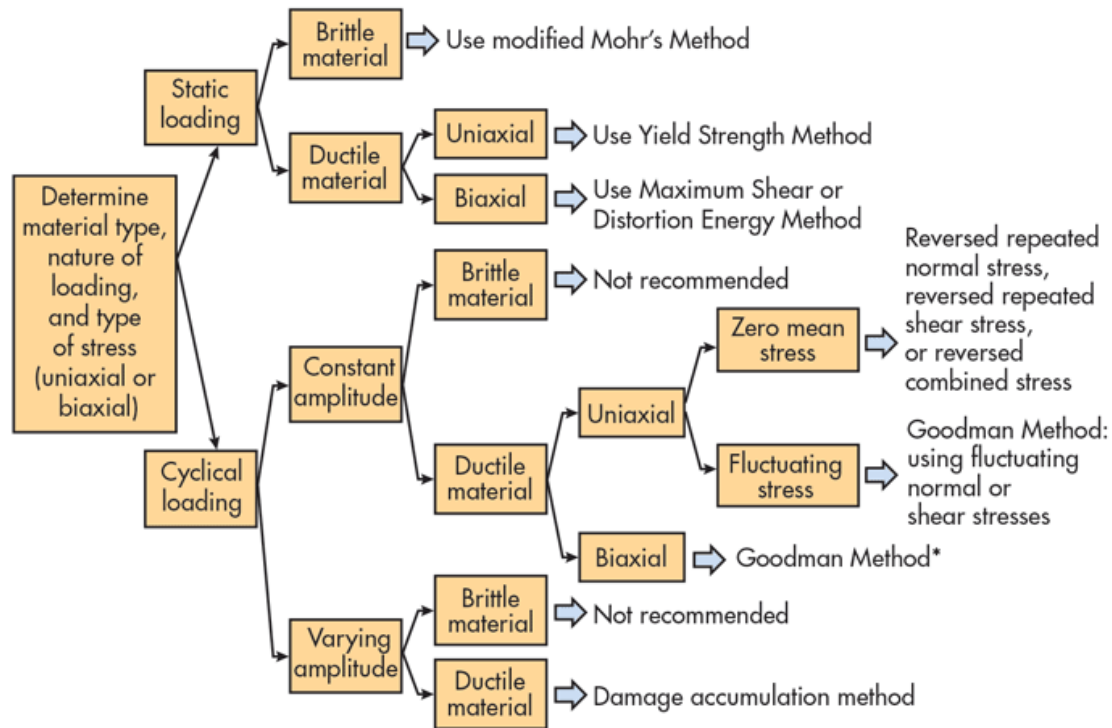 Determine
material type,
nature of
loading,
and type
of stress
(uniaxial or
biaxial)
Static
loading
Brittle
material
Use modified Mohr's Method
Ductile
material
Uniaxial
Use Yield Strength Method
Biaxial
Use Maximum Shear or
Distortion Energy Method
Cyclical
loading
Constant
amplitude
Brittle
material
Not recommended
Ductile
material
Uniaxial
Zero mean
stress
Reversed repeated
normal stress,
reversed repeated
shear stress,
or reversed
combined stress
Fluctuating
stress
Goodman Method:
using fluctuating
normal or
shear stresses
Biaxial
Goodman Method*
Varying
amplitude
Brittle
material
Not recommended
Ductile
material
Damage accumulation method